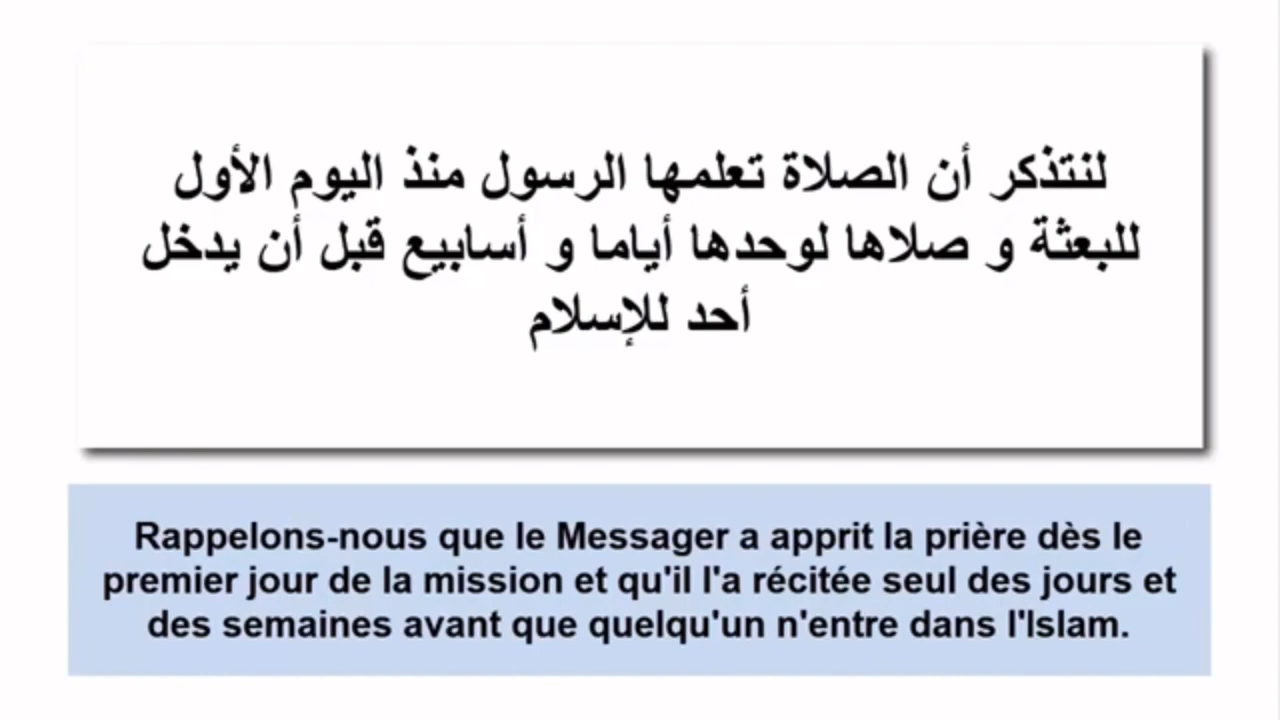 لنتذكر أن الصلاة تعلمها الرسول منذ اليوم الأول
للبعثة و صلاها لوحدها أياما و أسابيع قبل أن يدخل
أحد للإسلام
Rappelons-nous que le Messager a apprit la prière dès le
premier jour de la mission et qu'il l'a récitée seul des jours et
des semaines avant que quelqu'un n'entre dans l'Islam.